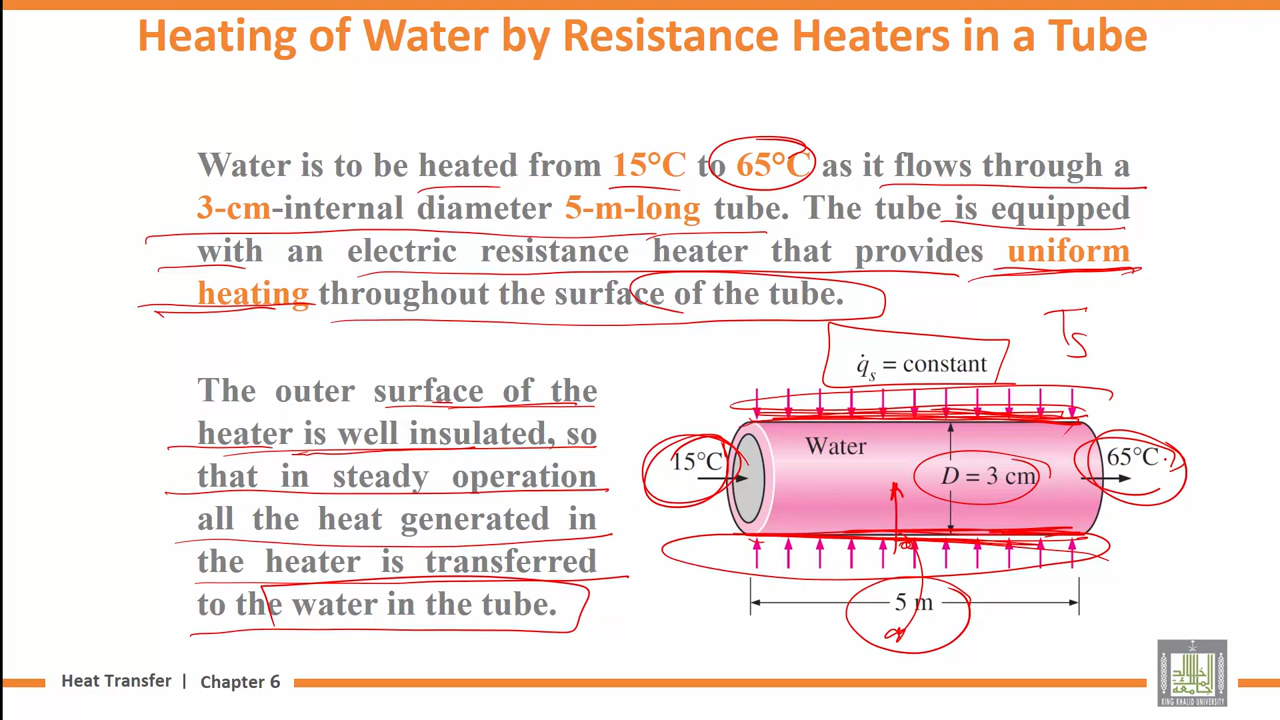 Heating of Water by Resistance Heaters in a Tube
Water is to be heated from 15°C to 65°C as it flows through a
3-cm-internal diameter 5-m-long tube. The tube is equipped
with an electric resistance heater that provides uniform
heating throughout the surface of the tube.
Ts
The outer surface of the
heater is well insulated, so
that in steady operation
all the heat generated in
the heater is transferred
to the water in the tube.
q̇s = constant
Water
15°C
D = 3 cm
65°C
5 m
Heat Transfer | Chapter 6
KING KHALID UNIVERSITY